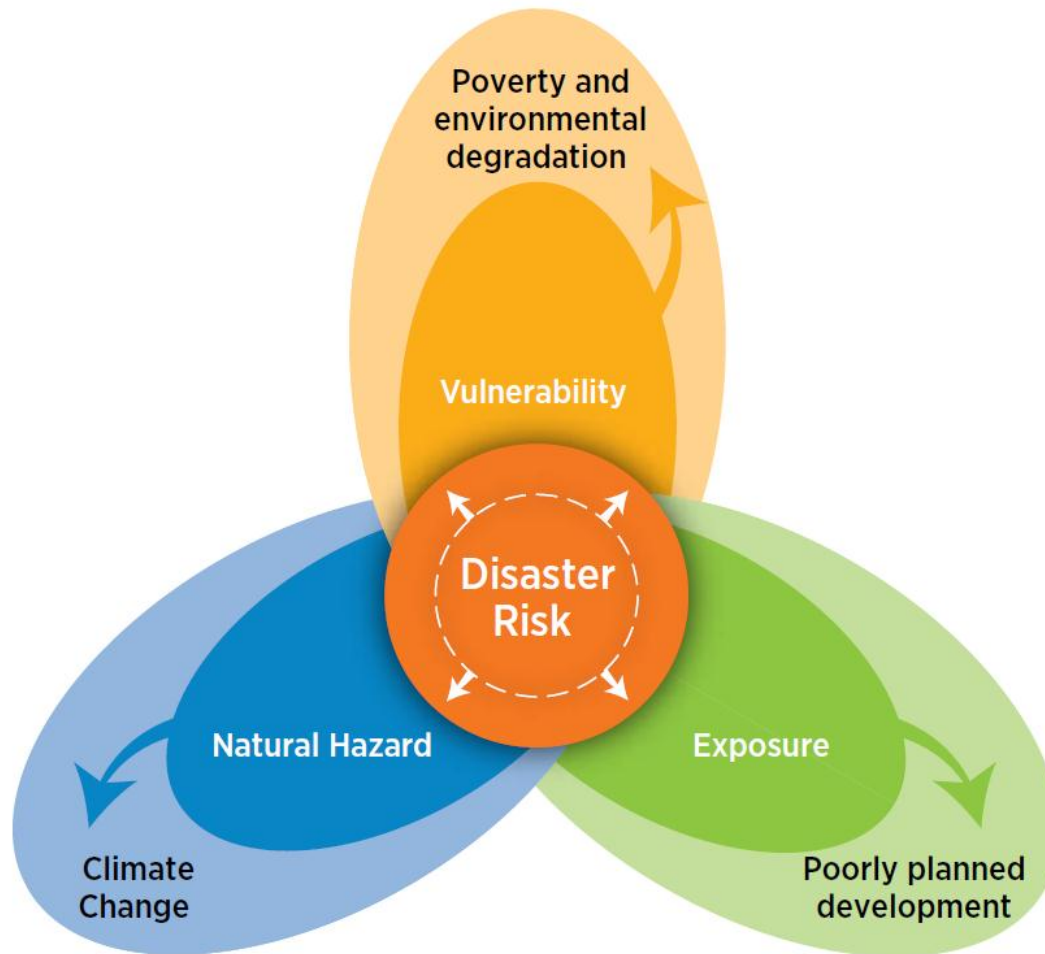 Poverty and
environmental
degradation
Vulnerability
Disaster
Risk
Natural Hazard
Exposure
Climate
Change
Poorly planned
development